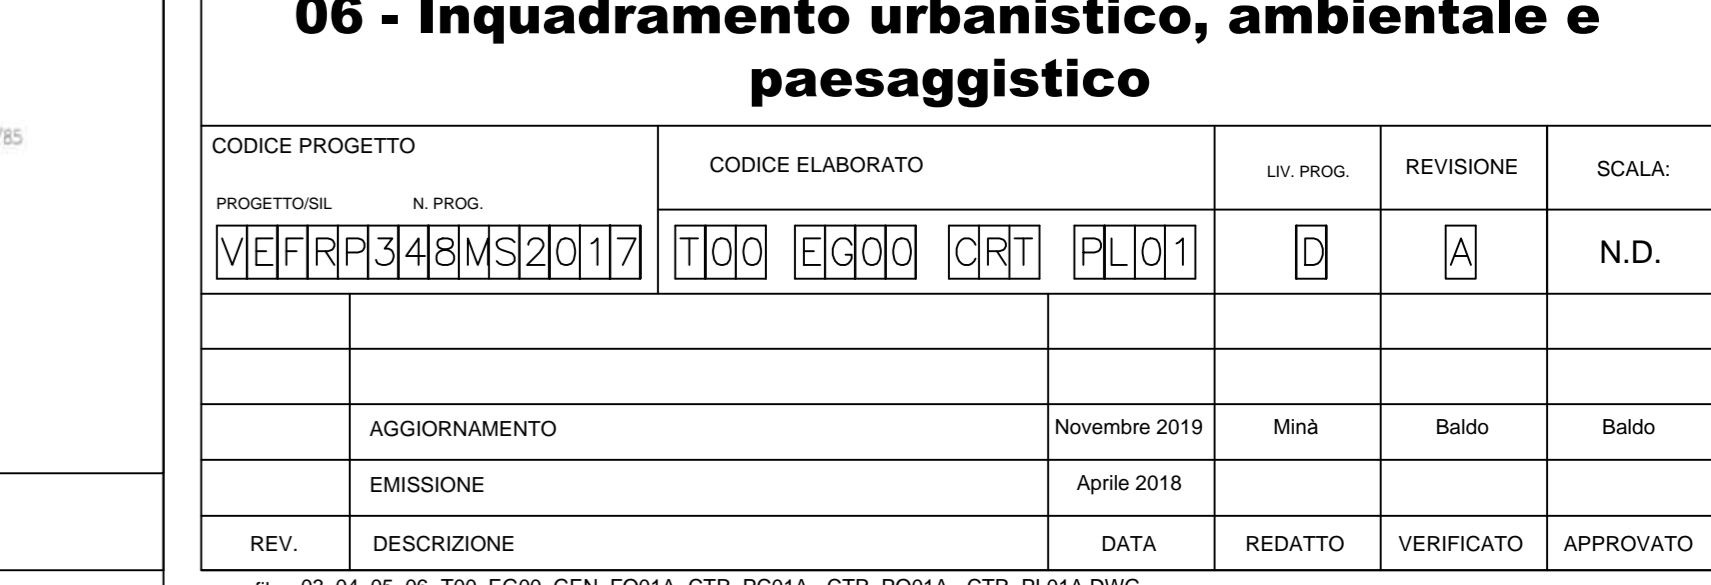 06 - Inquadramento urbanistico, ambientale e
paesaggistico
/85
CODICE PROGETTO
CODICE ELABORATO
LIV. PROG.
REVISIONE
SCALA:
PROGETTO/SIL N. PROG.
VEFRP348MS2017 T00 EG00 CRT PL01 D A N.D.
AGGIORNAMENTO Novembre 2019 Minà Baldo Baldo
EMISSIONE Aprile 2018
REV. DESCRIZIONE DATA REDATTO VERIFICATO APPROVATO